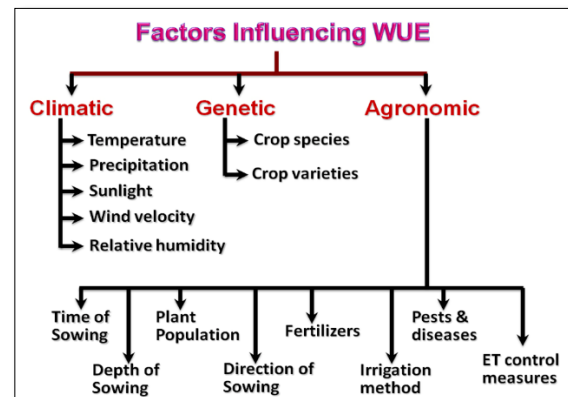 Factors Influencing WUE
Climatic
Genetic
Agronomic
Temperature
Precipitation
Sunlight
Wind velocity
Relative humidity
Crop species
Crop varieties
Time of
Sowing
Depth of
Sowing
Plant
Population
Direction of
Sowing
Fertilizers
Irrigation
method
Pests &
diseases
ET control
measures